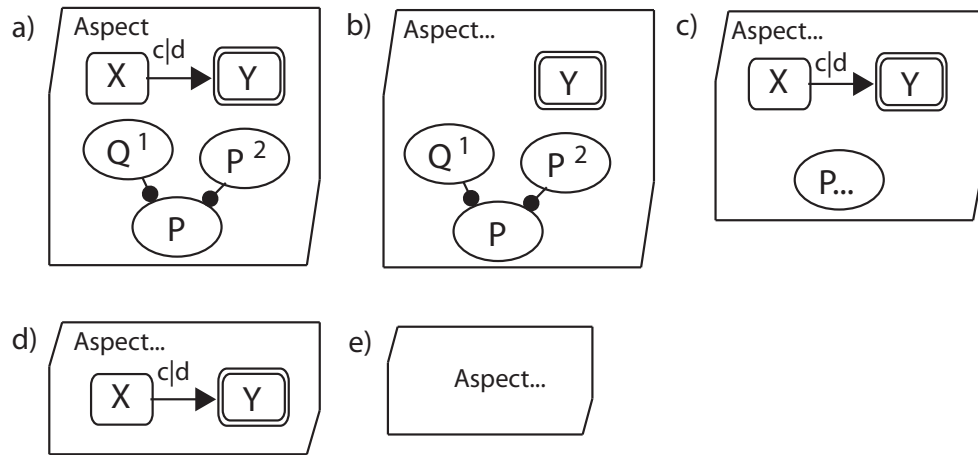 a) Aspect
X c|d Y
Q 1 P 2
P
b) Aspect...
Y
Q 1 P 2
P
c) Aspect...
X c|d Y
P...
d) Aspect...
X c|d Y
e) Aspect...